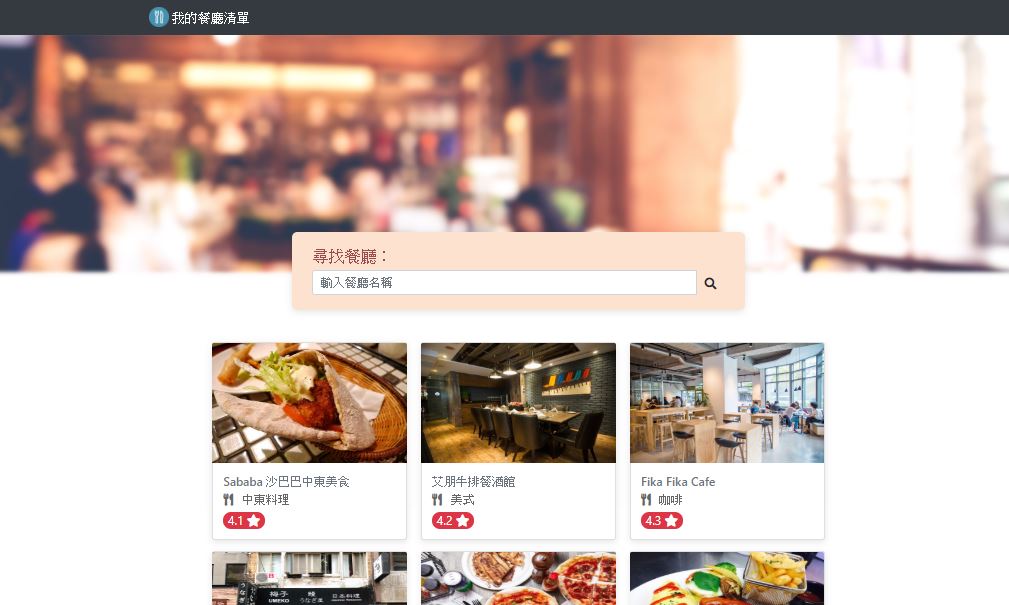 我的餐廳清單
尋找餐廳：
輸入餐廳名稱
Sababa 沙巴巴中東美食
中東料理
4.1
艾朋牛排餐酒館
美式
4.2
Fika Fika Cafe
咖啡
4.3
梅子 鰻 日本料理
UMEKO うなぎ屋